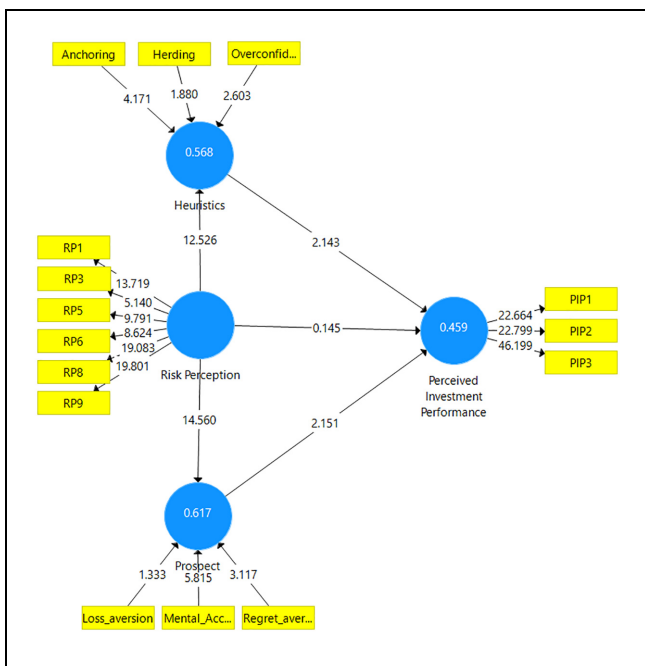 Anchoring
Herding
Overconfid...
4.171
1.880
2.603
0.568
Heuristics
12.526
2.143
RP1
RP3
RP5
RP6
RP8
RP9
13.719
5.140
9.791
8.624
19.083
19.801
Risk Perception
0.145
0.459
Perceived
Investment
Performance
22.664
22.799
46.199
PIP1
PIP2
PIP3
14.560
2.151
0.617
Prospect
1.333
5.815
3.117
Loss_aversion
Mental_Acc...
Regret_aver...